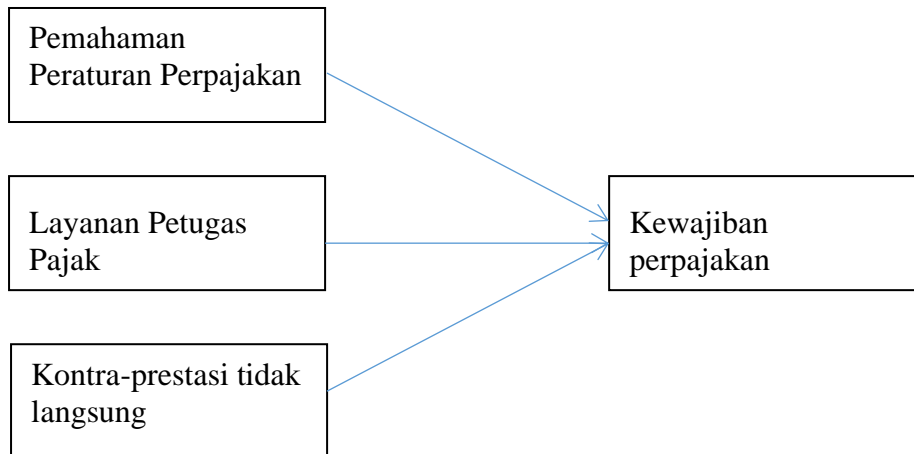 Pemahaman
Peraturan Perpajakan
Layanan Petugas
Pajak
Kewajiban
perpajakan
Kontra-prestasi tidak
langsung